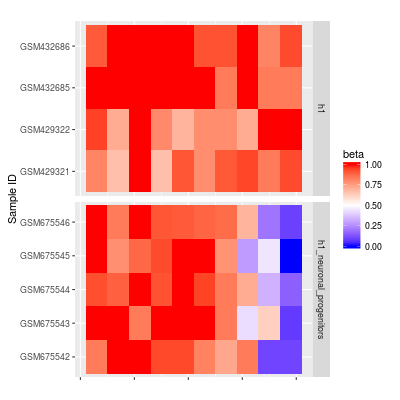 Sample ID
GSM432686
GSM432685
GSM429322
GSM429321
h1
GSM675546
GSM675545
GSM675544
GSM675543
GSM675542
h1_neuronal_progenitors
beta
1.00
0.75
0.50
0.25
0.00